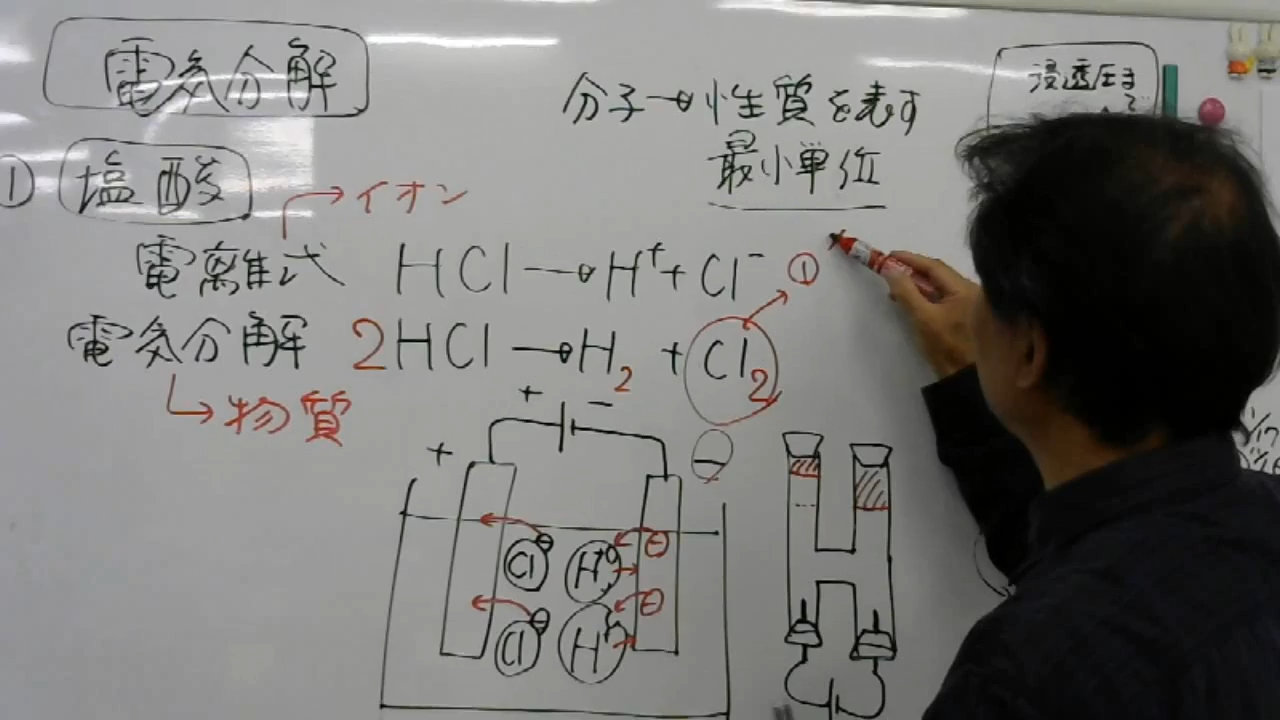 電気分解
分子→性質を表す
最小単位
浸透圧まで
① 塩酸
→イオン
電離式 HCl→H⁺+Cl⁻ ①
電気分解 2HCl→H₂+Cl₂
→物質
+ −
+ ⊖
Cl ⊖ H⁺ ⊖
Cl ⊖ H ⊖